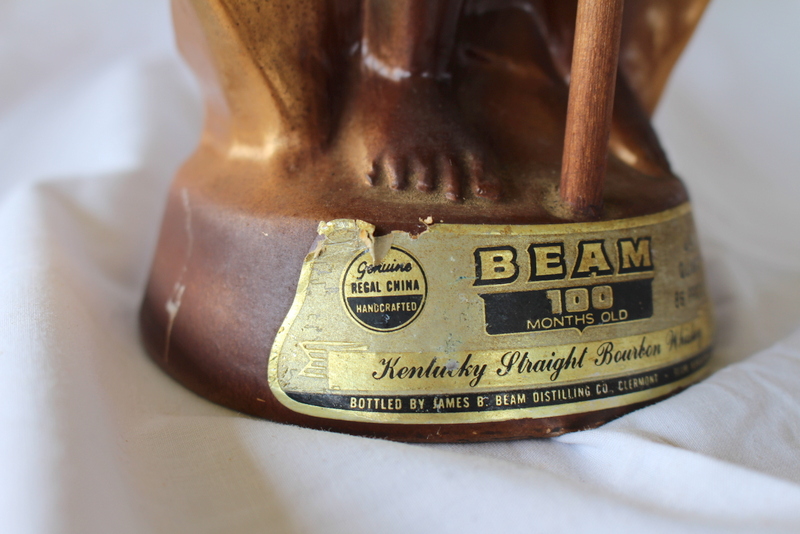 Genuine
REGAL CHINA
HANDCRAFTED
BEAM
100
MONTHS OLD
Kentucky Straight Bourbon Whiskey
BOTTLED BY JAMES B. BEAM DISTILLING CO., CLERMONT -
86